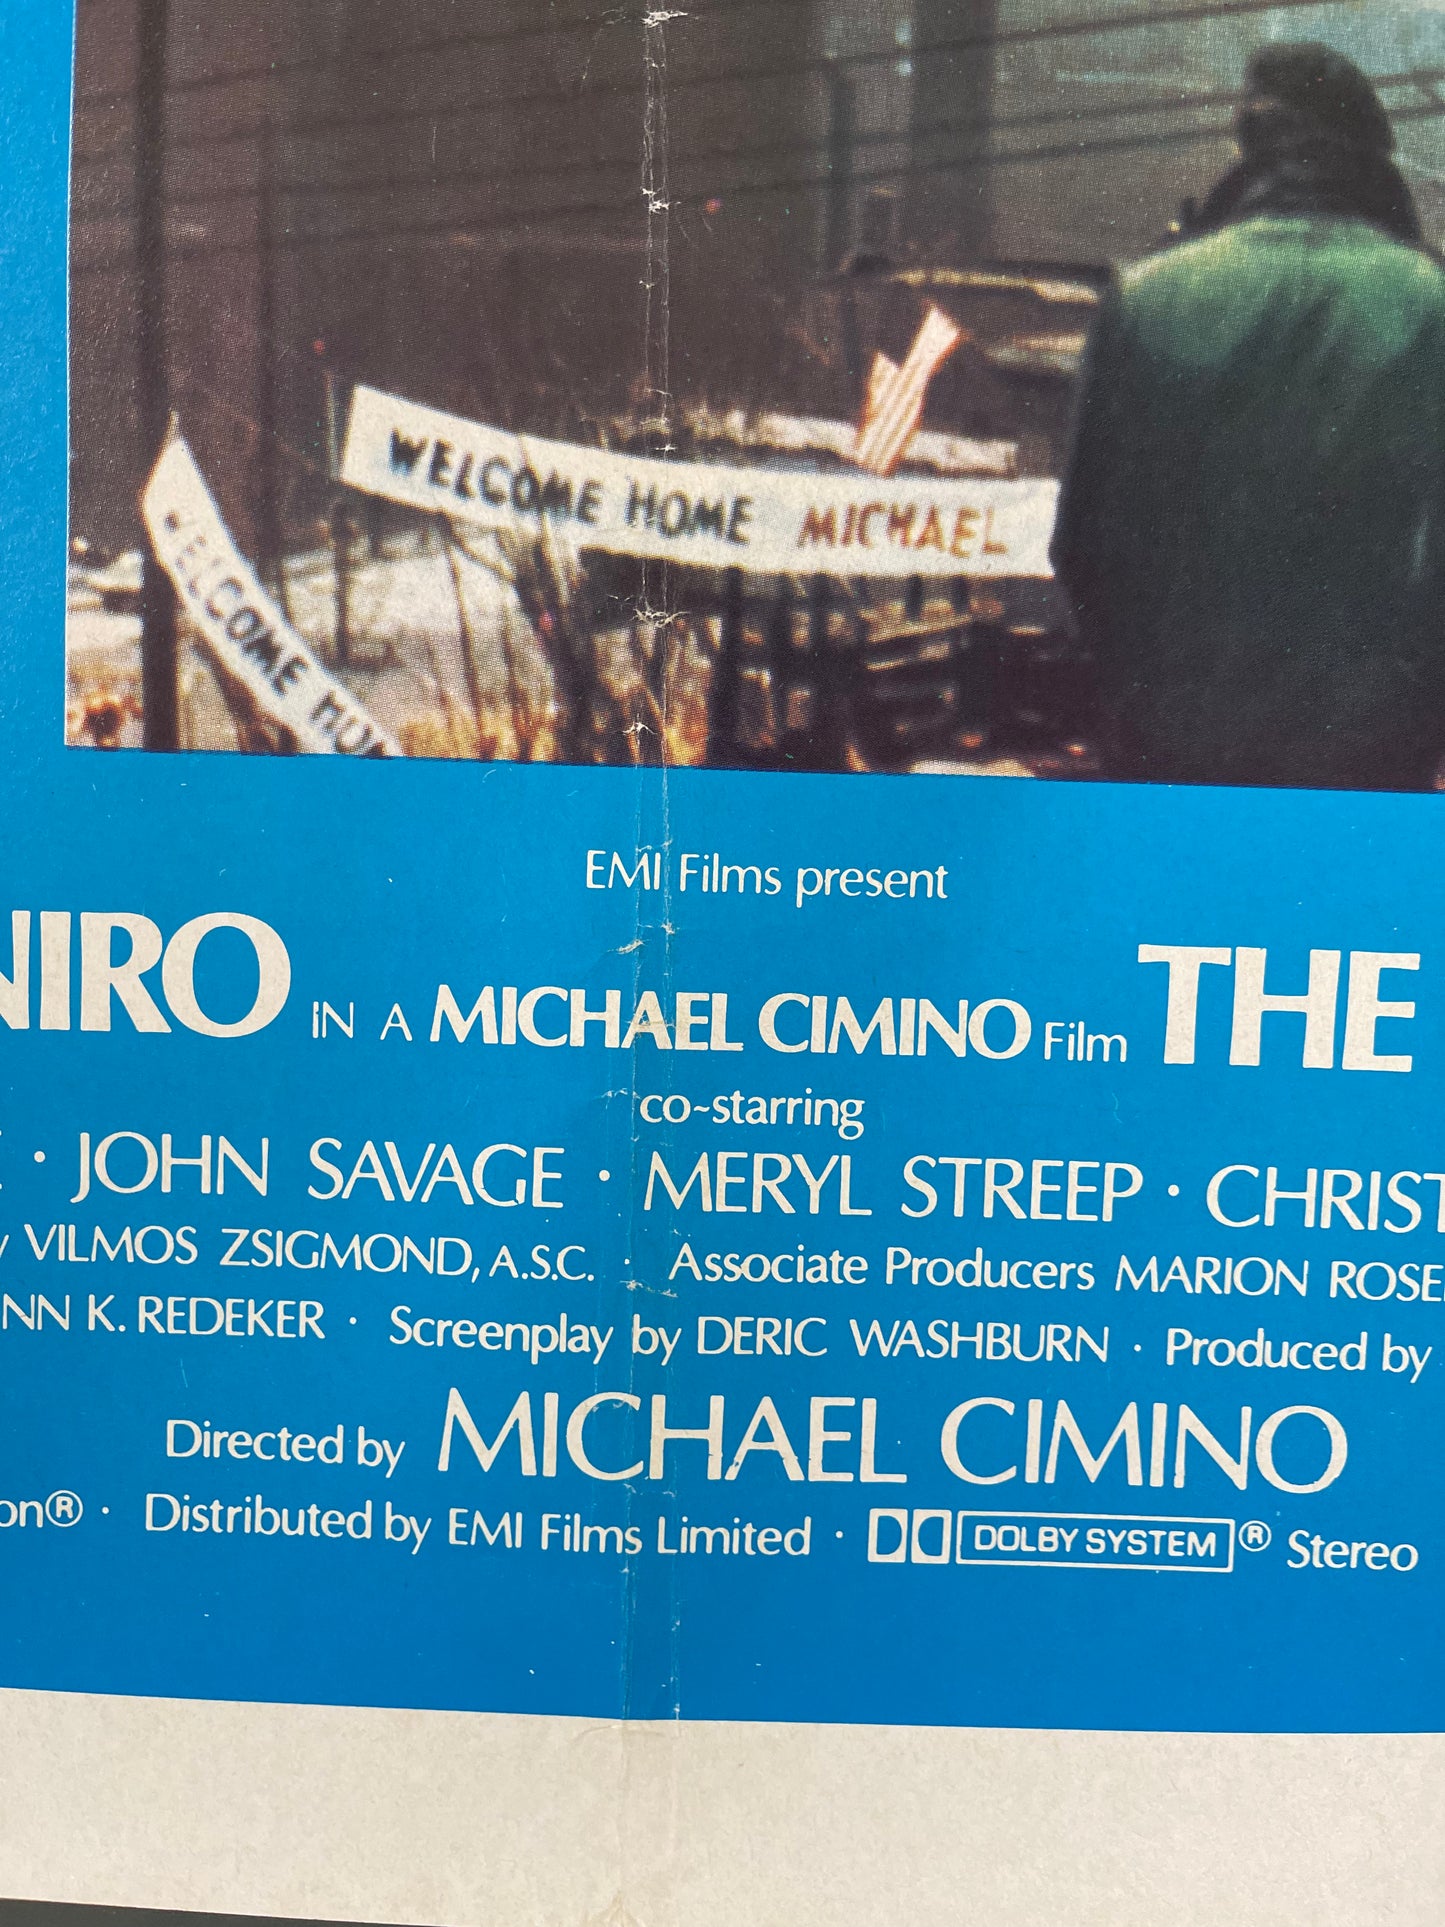 WELCOME HOME MICHAEL
WELCOME
EMI Films present
NIRO IN A MICHAEL CIMINO Film THE
co-starring
· JOHN SAVAGE · MERYL STREEP · CHRIST
VILMOS ZSIGMOND, A.S.C. · Associate Producers MARION ROSE
NN K. REDEKER · Screenplay by DERIC WASHBURN · Produced by
Directed by MICHAEL CIMINO
on® · Distributed by EMI Films Limited · DOLBY SYSTEM ® Stereo